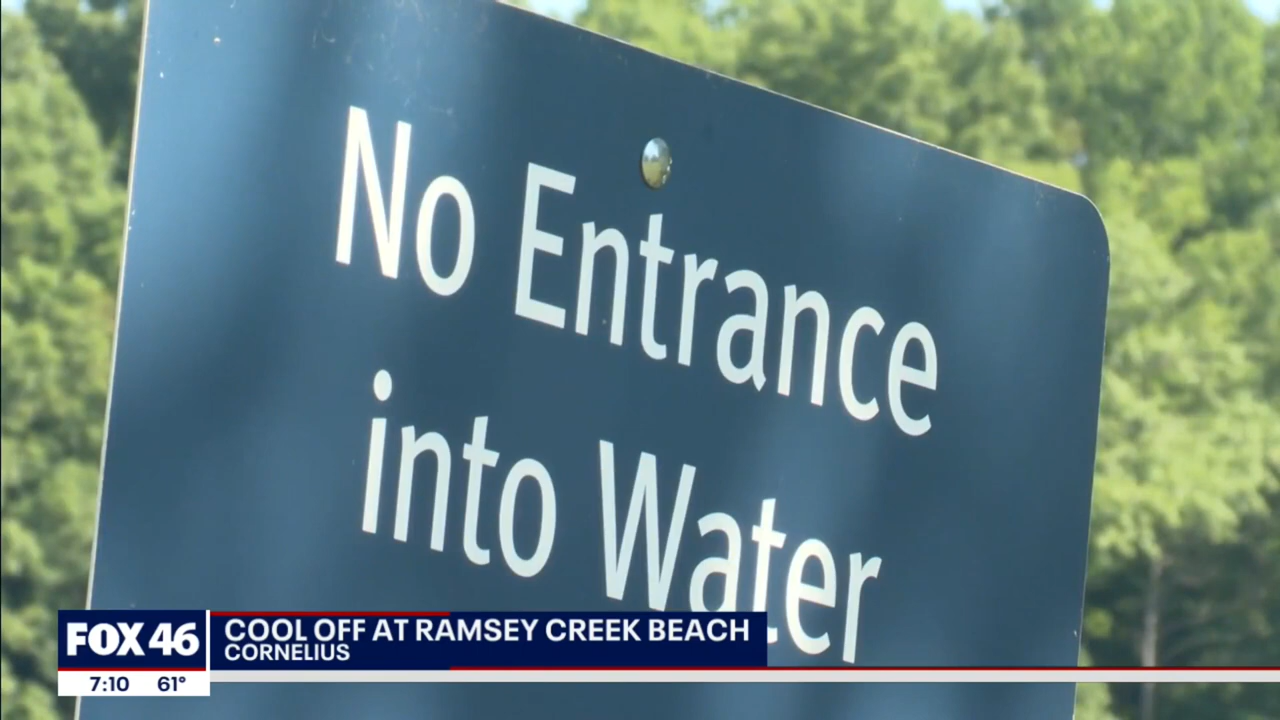 No Entrance
into Water
FOX 46
COOL OFF AT RAMSEY CREEK BEACH
CORNELIUS
7:10 61°